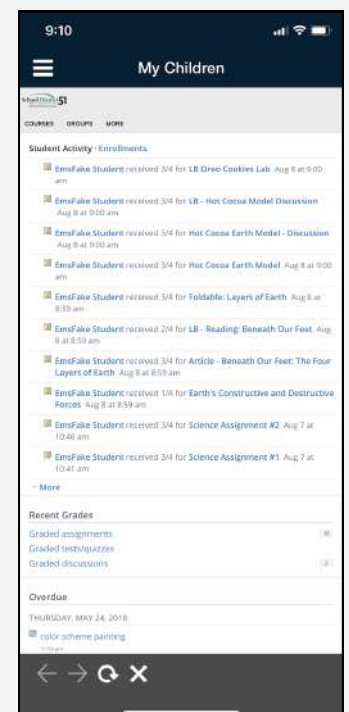 9:10
My Children
School District 51
COURSES GROUPS MORE
Student Activity · Enrollments
EmsFake Student received 3/4 for LB Oreo Cookies Lab Aug 8 at 9:00
am
EmsFake Student received 3/4 for LB - Hot Cocoa Model Discussion
Aug 8 at 9:00 am
EmsFake Student received 3/4 for Hot Cocoa Earth Model - Discussion
Aug 8 at 9:00 am
EmsFake Student received 3/4 for Hot Cocoa Earth Model Aug 8 at 9:00
am
EmsFake Student received 5/4 for Foldable: Layers of Earth Aug 8 at
8:59 am
EmsFake Student received 2/4 for LB - Reading: Beneath Our Feet Aug
8 at 8:59 am
EmsFake Student received 3/4 for Article - Beneath Our Feet: The Four
Layers of Earth Aug 8 at 8:59 am
EmsFake Student received 1/4 for Earth's Constructive and Destructive
Forces Aug 8 at 8:59 am
EmsFake Student received 3/4 for Science Assignment #2 Aug 7 at
10:46 am
EmsFake Student received 3/4 for Science Assignment #1 Aug 7 at
10:41 am
More
Recent Grades
Graded assignments
Graded tests/quizzes
Graded discussions
Overdue
THURSDAY, MAY 24, 2018
color scheme painting